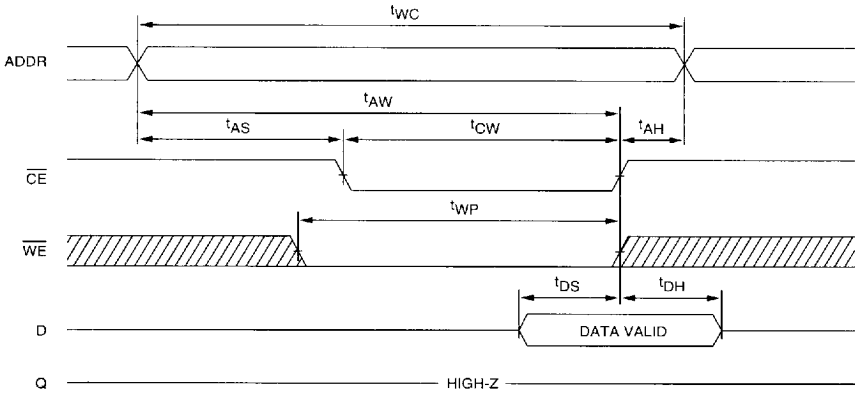 tWC
ADDR
tAW
tAS tCW tAH
CE
tWP
WE
tDS tDH
D DATA VALID
Q HIGH-Z